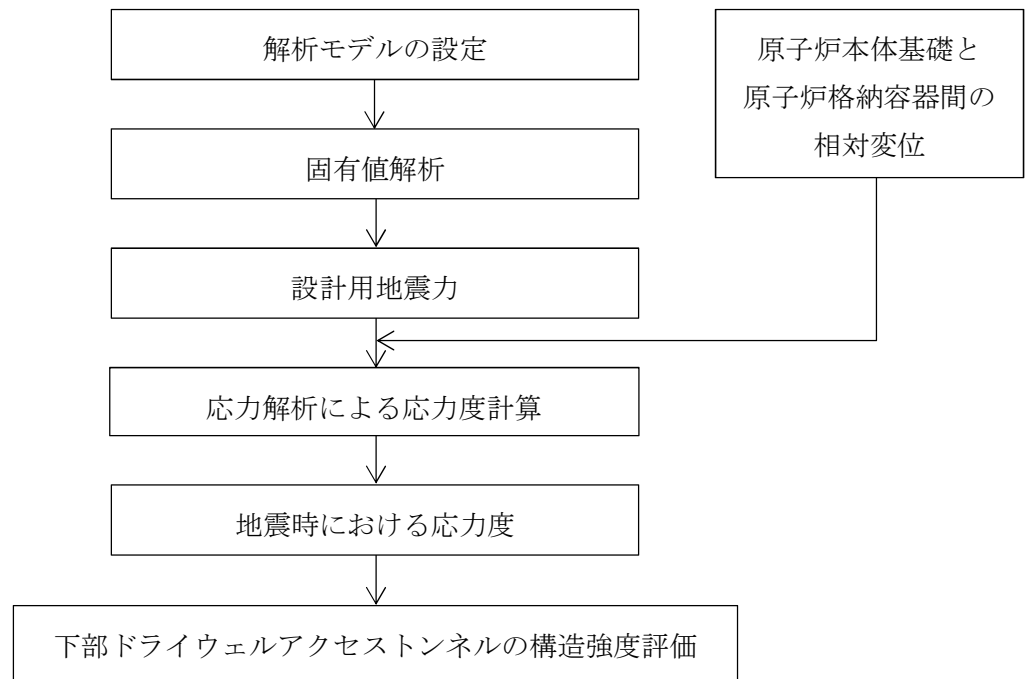 解析モデルの設定
固有値解析
設計用地震力
原子炉本体基礎と
原子炉格納容器間の
相対変位
応力解析による応力度計算
地震時における応力度
下部ドライウェルアクセストンネルの構造強度評価